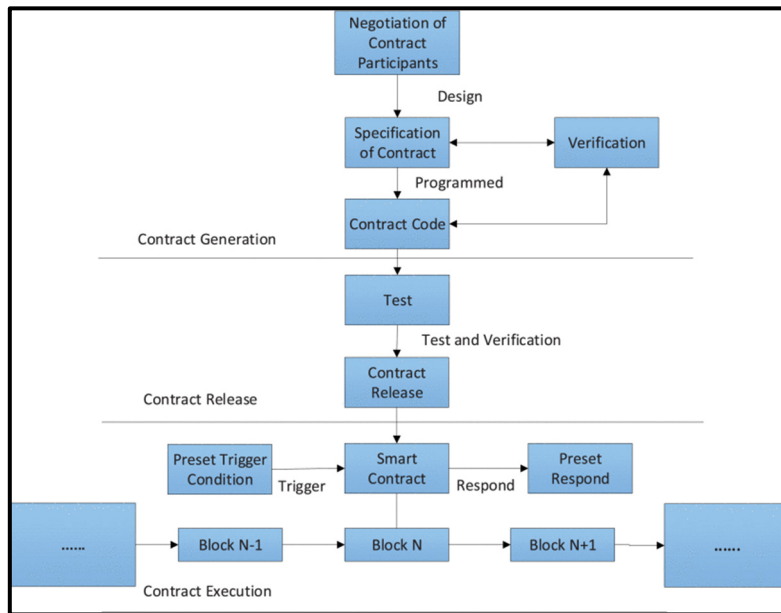 Negotiation of
Contract
Participants
Design
Specification
of Contract
Verification
Programmed
Contract Code
Contract Generation
Test
Test and Verification
Contract
Release
Contract Release
Preset Trigger
Condition
Trigger
Smart
Contract
Respond
Preset
Respond
......
Block N-1
Block N
Block N+1
......
Contract Execution